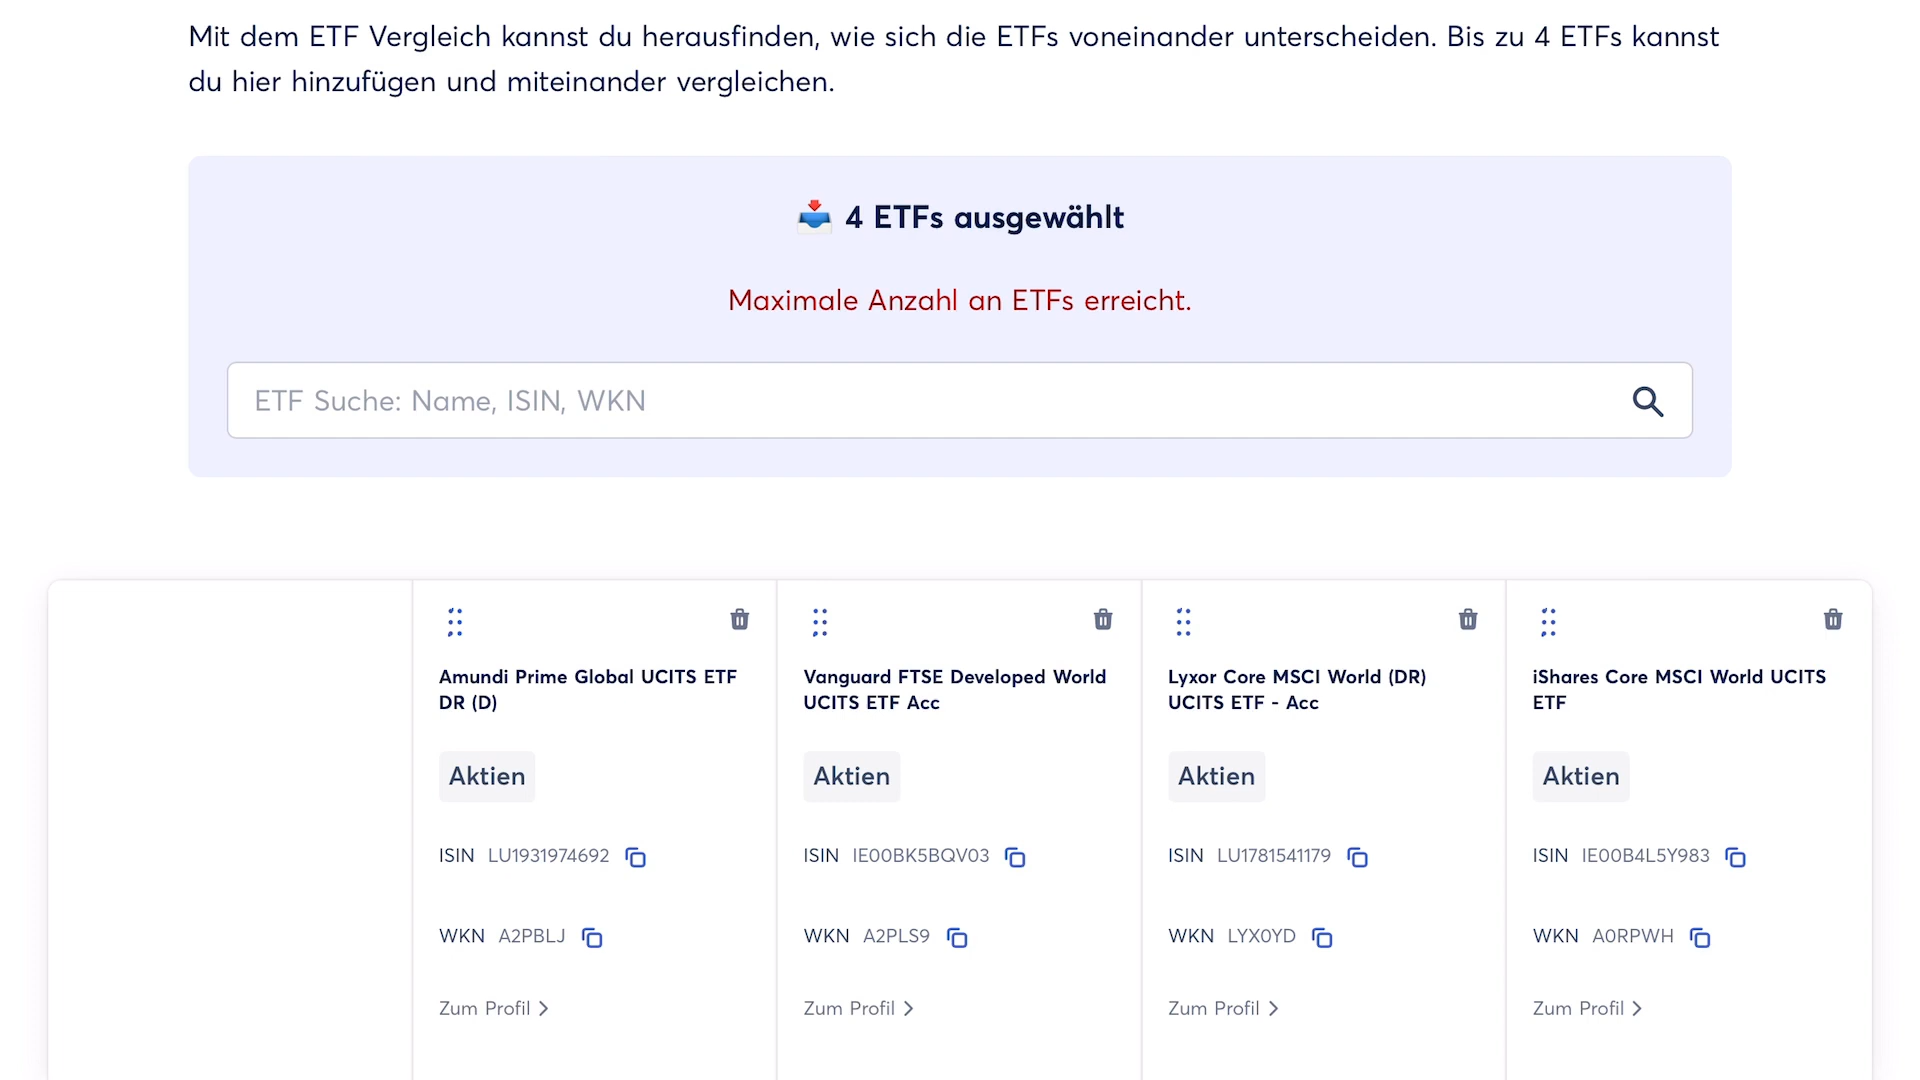 Mit dem ETF Vergleich kannst du herausfinden, wie sich die ETFs voneinander unterscheiden. Bis zu 4 ETFs kannst
du hier hinzufügen und miteinander vergleichen.
4 ETFs ausgewählt
Maximale Anzahl an ETFs erreicht.
ETF Suche: Name, ISIN, WKN
Amundi Prime Global UCITS ETF
DR (D)
Aktien
ISIN LU1931974692
WKN A2PBLJ
Zum Profil
Vanguard FTSE Developed World
UCITS ETF Acc
Aktien
ISIN IE00BK5BQV03
WKN A2PLS9
Zum Profil
Lyxor Core MSCI World (DR)
UCITS ETF - Acc
Aktien
ISIN LU1781541179
WKN LYX0YD
Zum Profil
iShares Core MSCI World UCITS
ETF
Aktien
ISIN IE00B4L5Y983
WKN A0RPWH
Zum Profil